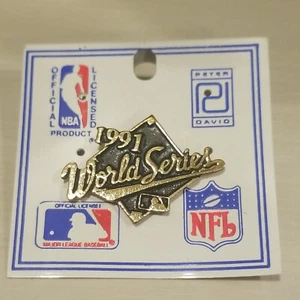 OFFICIAL
LICENSED
NBA
PRODUCT
PETER
DAVID
1991
World Series
OFFICIAL LICENSEE
MAJOR LEAGUE BASEBALL
NFL